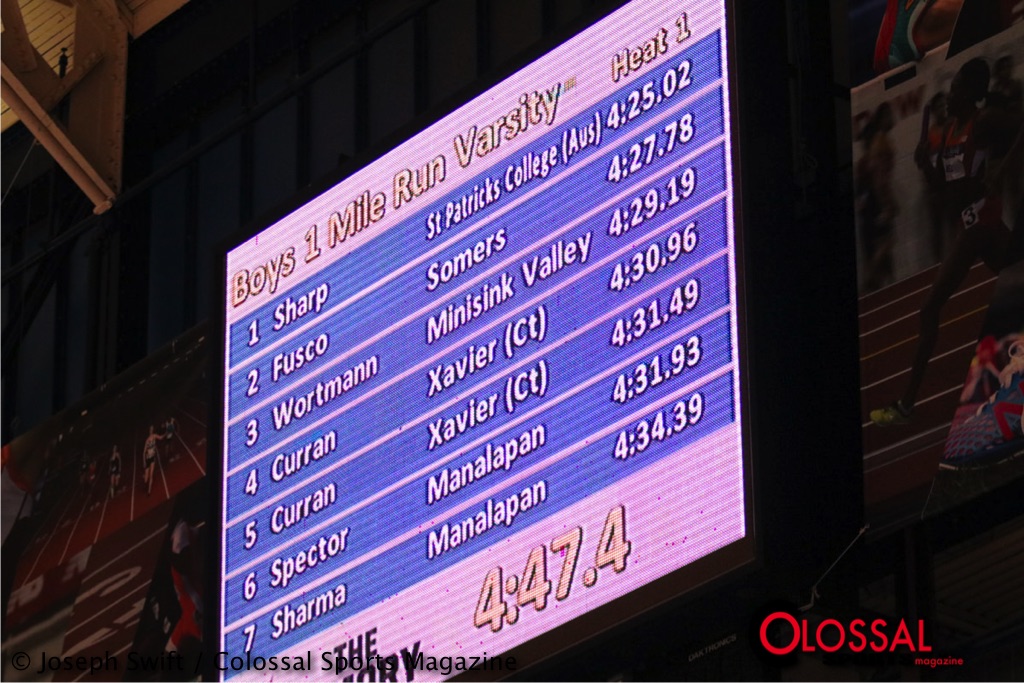 Boys 1 Mile Run Varsity Heat 1
1 Sharp St Patricks College (Aus) 4:25.02
2 Fusco Somers 4:27.78
3 Wortmann Minisink Valley 4:29.19
4 Curran Xavier (Ct) 4:30.96
5 Curran Xavier (Ct) 4:31.49
6 Spector Manalapan 4:31.93
7 Sharma Manalapan 4:34.39
4:47.4
THE
DAKTRONICS
© Joseph Swift / Colossal Sports Magazine
OLOSSAL
magazine